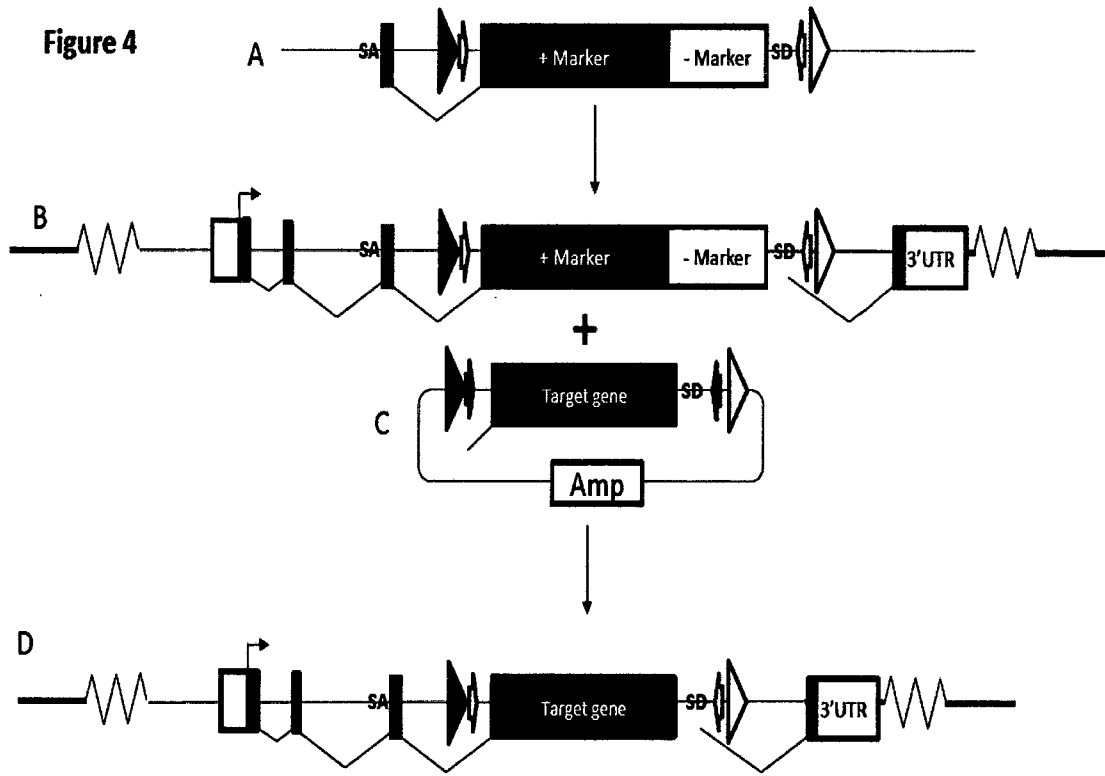 Figure 4
A
SA
+ Marker
- Marker
SD
B
SA
+ Marker
- Marker
SD
3'UTR
+
C
Target gene
SD
Amp
D
SA
Target gene
SD
3'UTR